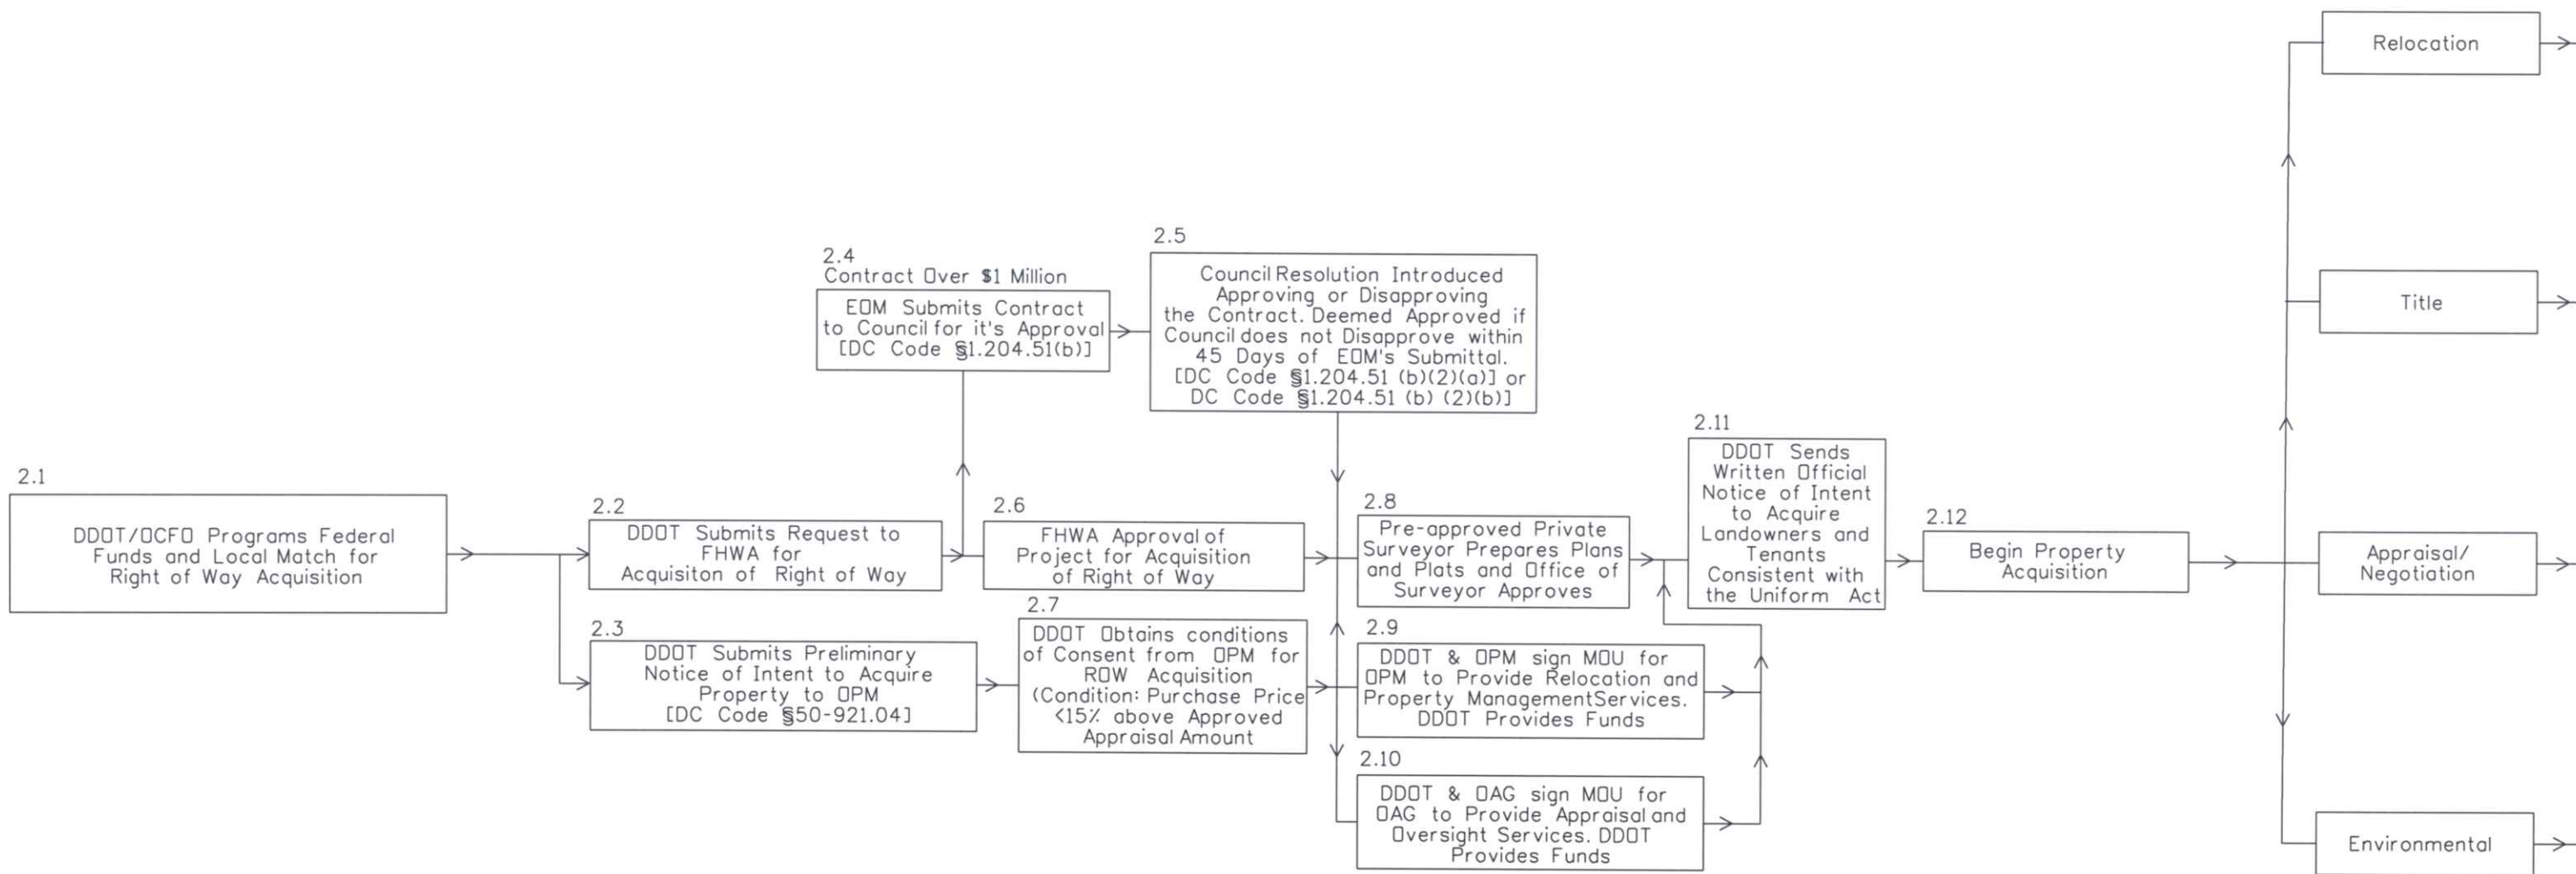 2.1
DDOT/OCFO Programs Federal
Funds and Local Match for
Right of Way Acquisition
2.2
DDOT Submits Request to
FHWA for
Acquisiton of Right of Way
2.3
DDOT Submits Preliminary
Notice of Intent to Acquire
Property to OPM
[DC Code §50-921.04]
2.4
Contract Over $1 Million
EOM Submits Contract
to Council for it's Approval
[DC Code §1.204.51(b)]
2.5
Council Resolution Introduced
Approving or Disapproving
the Contract. Deemed Approved if
Council does not Disapprove within
45 Days of EOM's Submittal.
[DC Code §1.204.51 (b)(2)(a)] or
DC Code §1.204.51 (b) (2)(b)]
2.6
FHWA Approval of
Project for Acquisition
of Right of Way
2.7
DDOT Obtains conditions
of Consent from OPM for
ROW Acquisition
(Condition: Purchase Price
<15% above Approved
Appraisal Amount
2.8
Pre-approved Private
Surveyor Prepares Plans
and Plats and Office of
Surveyor Approves
2.9
DDOT & OPM sign MOU for
OPM to Provide Relocation and
Property Management Services.
DDOT Provides Funds
2.10
DDOT & OAG sign MOU for
OAG to Provide Appraisal and
Oversight Services. DDOT
Provides Funds
2.11
DDOT Sends
Written Official
Notice of Intent
to Acquire
Landowners and
Tenants
Consistent with
the Uniform Act
2.12
Begin Property
Acquisition
Relocation
Title
Appraisal/
Negotiation
Environmental